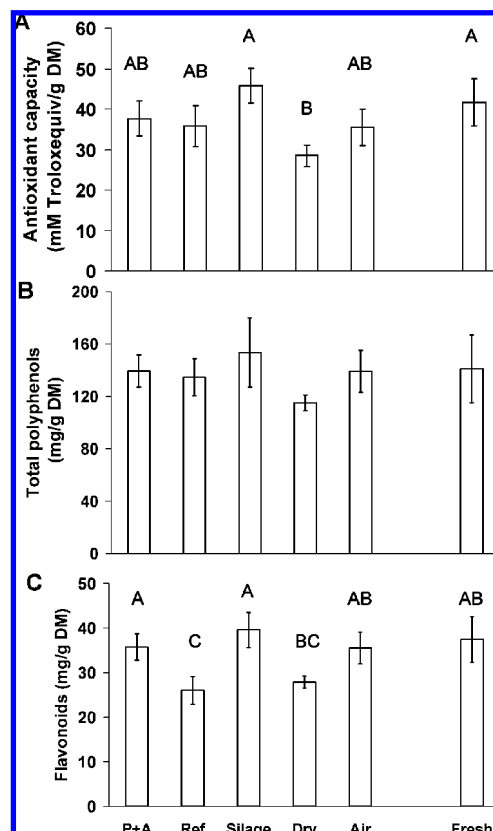 A
Antioxidant capacity
(mM Troloxequiv/g DM)
60
50
40
30
20
10
0
AB
AB
A
B
AB
A
B
Total polyphenols
(mg/g DM)
200
160
120
80
40
0
C
Flavonoids (mg/g DM)
50
40
30
20
10
0
A
C
A
BC
AB
AB
P+A
Ref
Silage
Dry
Air
Fresh